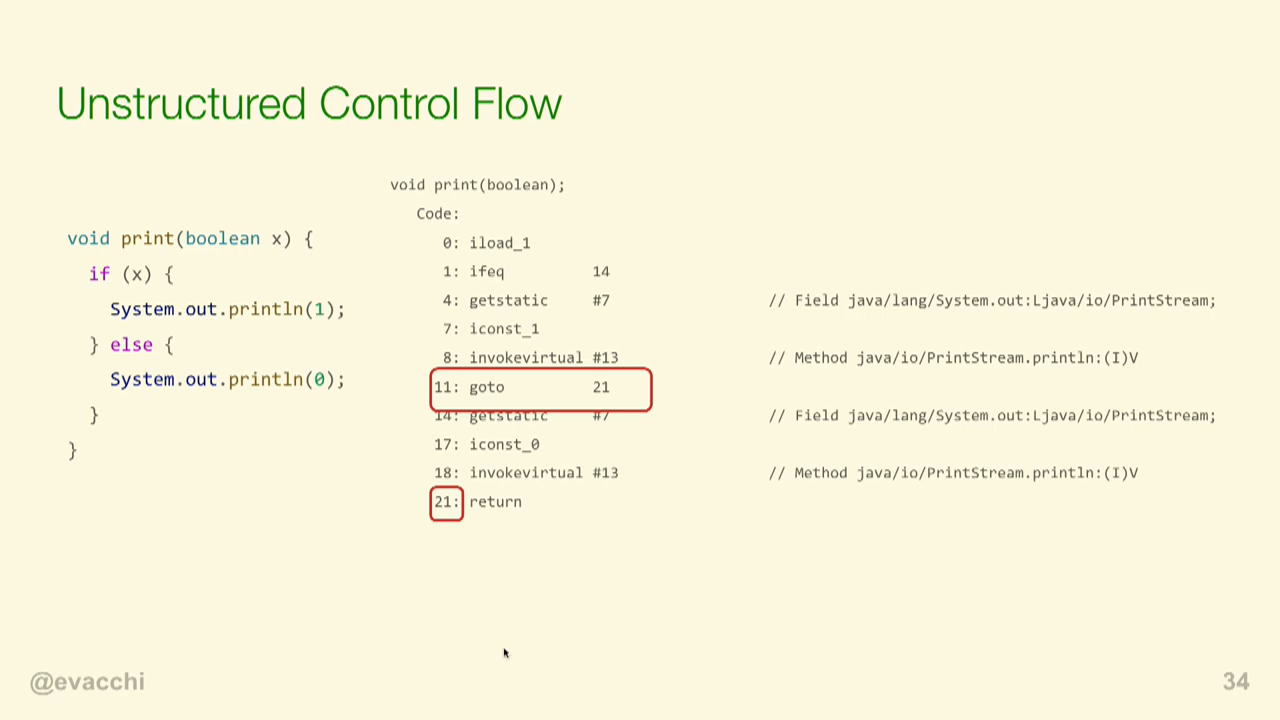 Unstructured Control Flow
void print(boolean x) {
if (x) {
System.out.println(1);
} else {
System.out.println(0);
}
}
void print(boolean);
Code:
0: iload_1
1: ifeq 14
4: getstatic #7 // Field java/lang/System.out:Ljava/io/PrintStream;
7: iconst_1
8: invokevirtual #13 // Method java/io/PrintStream.println:(I)V
11: goto 21
14: getstatic #7 // Field java/lang/System.out:Ljava/io/PrintStream;
17: iconst_0
18: invokevirtual #13 // Method java/io/PrintStream.println:(I)V
21: return
@evacchi
34